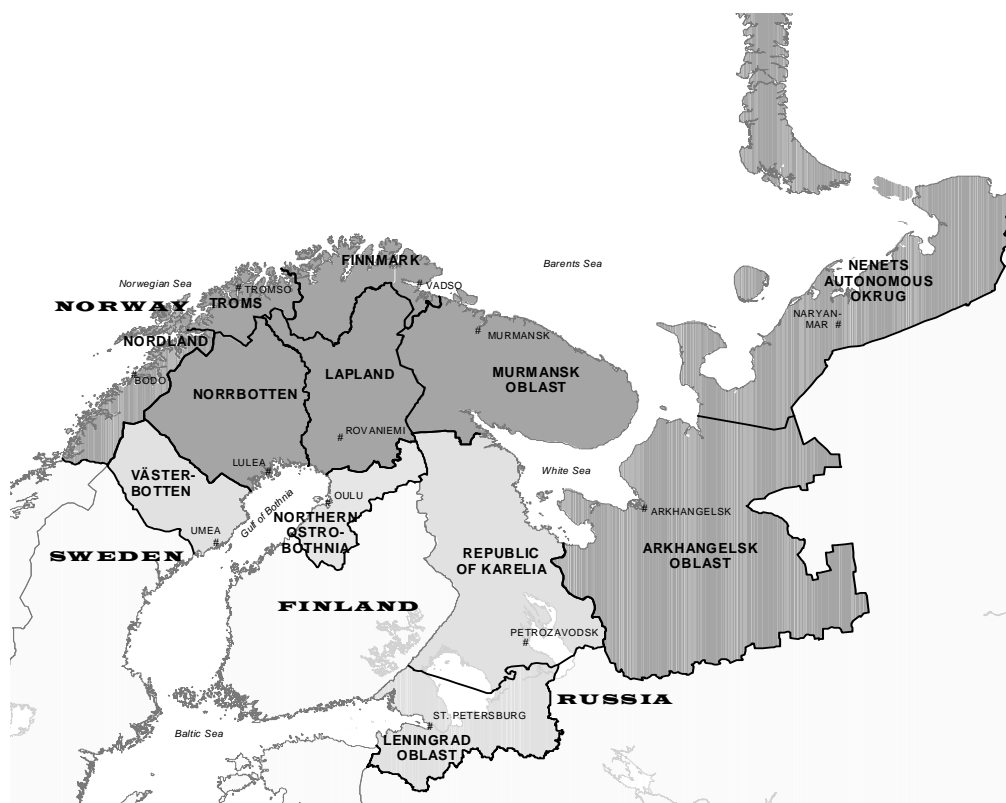 Barents Sea
NENETS
AUTONOMOUS
OKRUG
FINNMARK
Norwegian Sea
# TROMSO
# VADSO
NORWAY
TROMS
NARYAN-
MAR #
NORDLAND
#
MURMANSK
#
BODO
LAPLAND
MURMANSK
OBLAST
NORRBOTTEN
# ROVANIEMI
LULEA
#
White Sea
VÄSTER-
BOTTEN
OULU
#
Gulf of Bothnia
# ARKHANGELSK
NORTHERN
OSTRO-
BOTHNIA
UMEA
#
SWEDEN
REPUBLIC
OF KARELIA
ARKHANGELSK
OBLAST
FINLAND
PETROZAVODSK
#
RUSSIA
ST. PETERSBURG
#
Baltic Sea
LENINGRAD
OBLAST